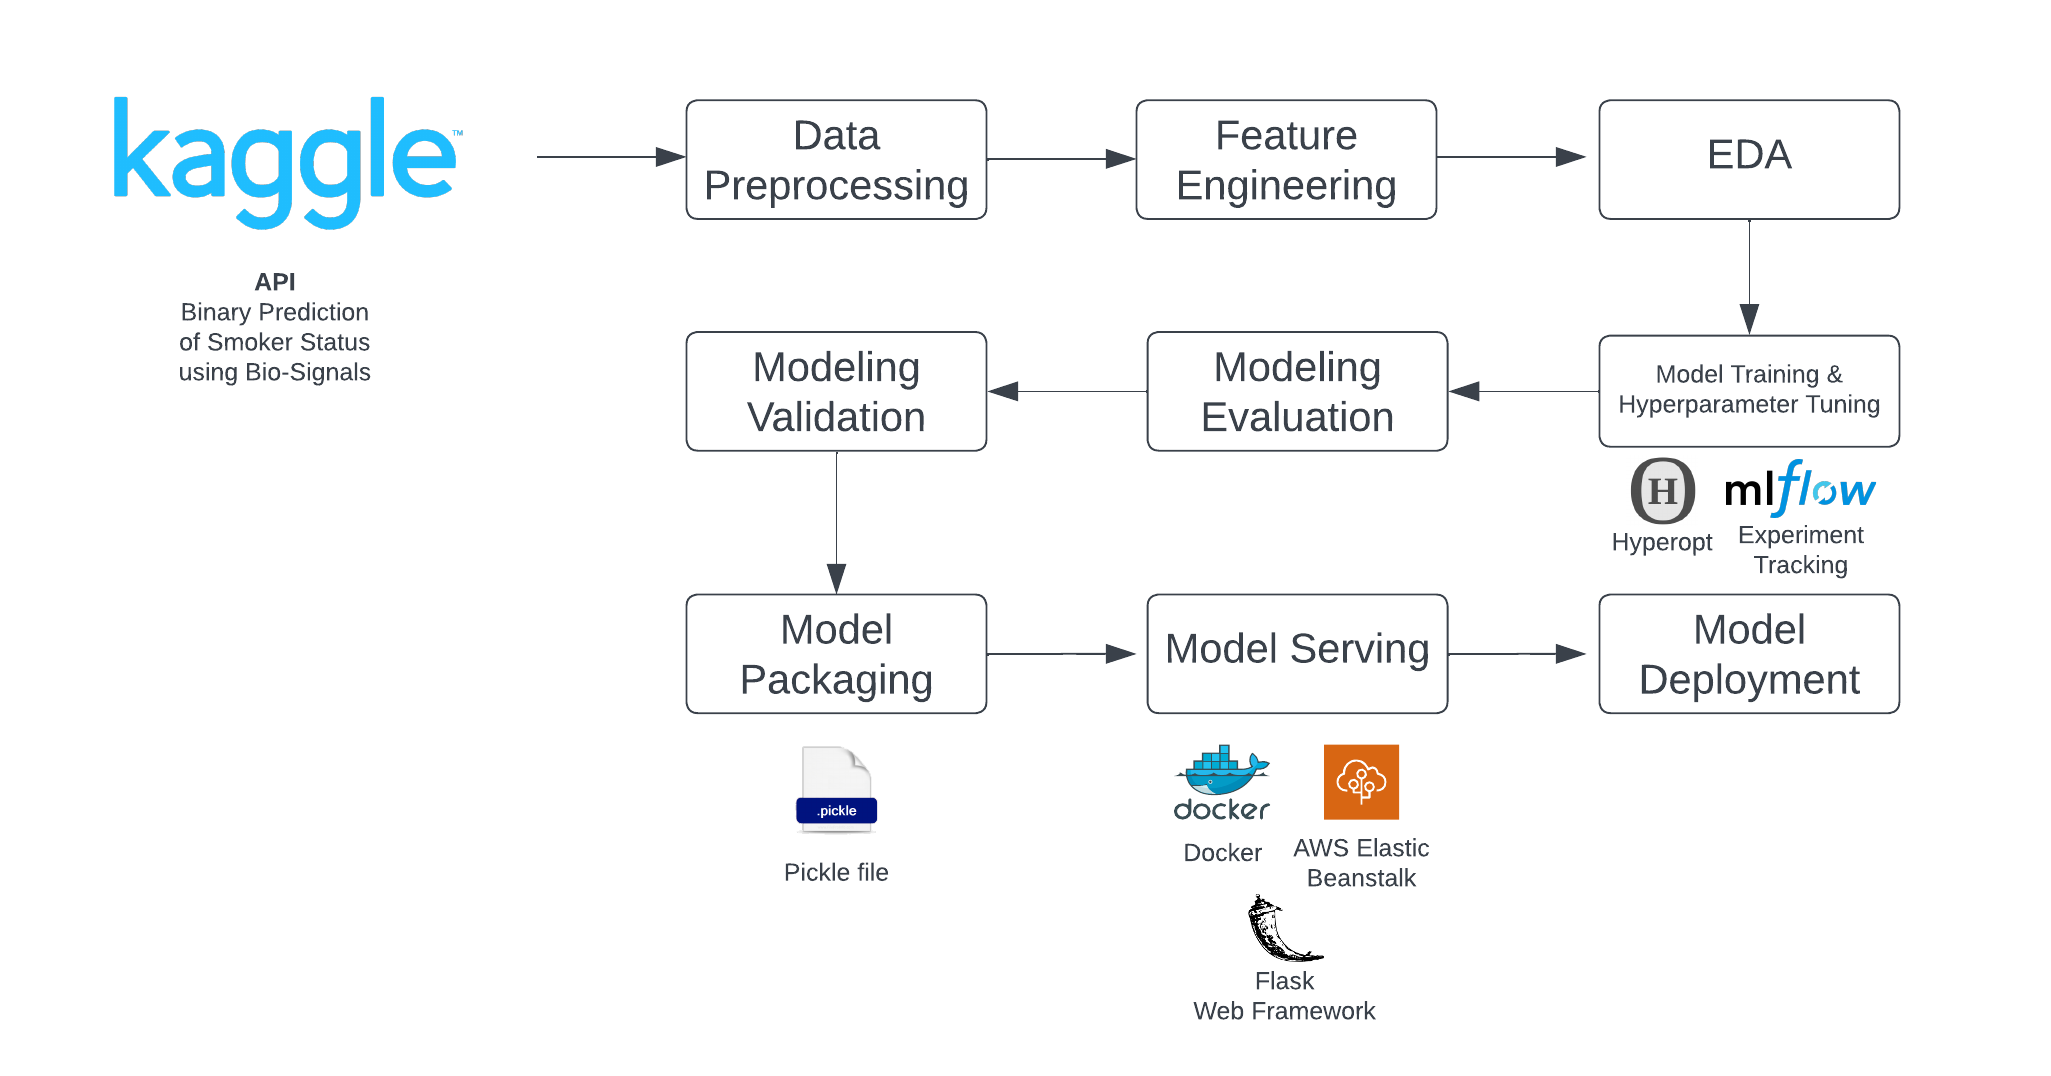 kaggle™
API
Binary Prediction
of Smoker Status
using Bio-Signals
Data
Preprocessing
Feature
Engineering
EDA
Model Training &
Hyperparameter Tuning
H
Hyperopt
mlflow
Experiment
Tracking
Modeling
Evaluation
Modeling
Validation
Model
Packaging
.pickle
Pickle file
Model Serving
docker
Docker
AWS Elastic
Beanstalk
Flask
Web Framework
Model
Deployment